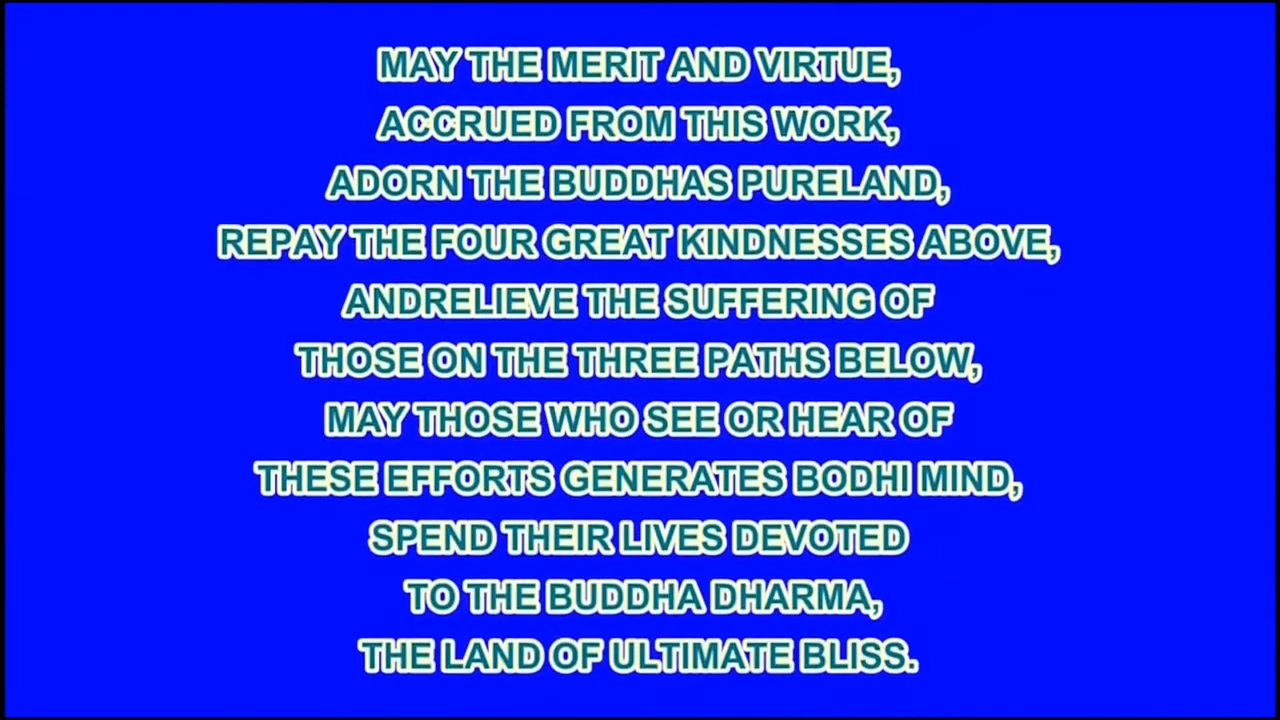 MAY THE MERIT AND VIRTUE,
ACCRUED FROM THIS WORK,
ADORN THE BUDDHAS PURELAND,
REPAY THE FOUR GREAT KINDNESSES ABOVE,
ANDRELIEVE THE SUFFERING OF
THOSE ON THE THREE PATHS BELOW,
MAY THOSE WHO SEE OR HEAR OF
THESE EFFORTS GENERATES BODHI MIND,
SPEND THEIR LIVES DEVOTED
TO THE BUDDHA DHARMA,
THE LAND OF ULTIMATE BLISS.